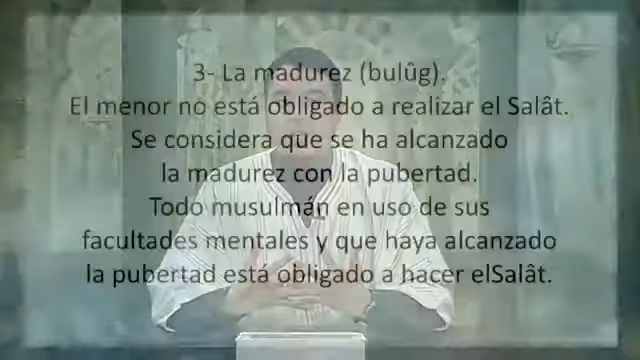 3- La madurez (bulûg).
El menor no está obligado a realizar el Salât.
Se considera que se ha alcanzado
la madurez con la pubertad.
Todo musulmán en uso de sus
facultades mentales y que haya alcanzado
la pubertad está obligado a hacer elSalât.